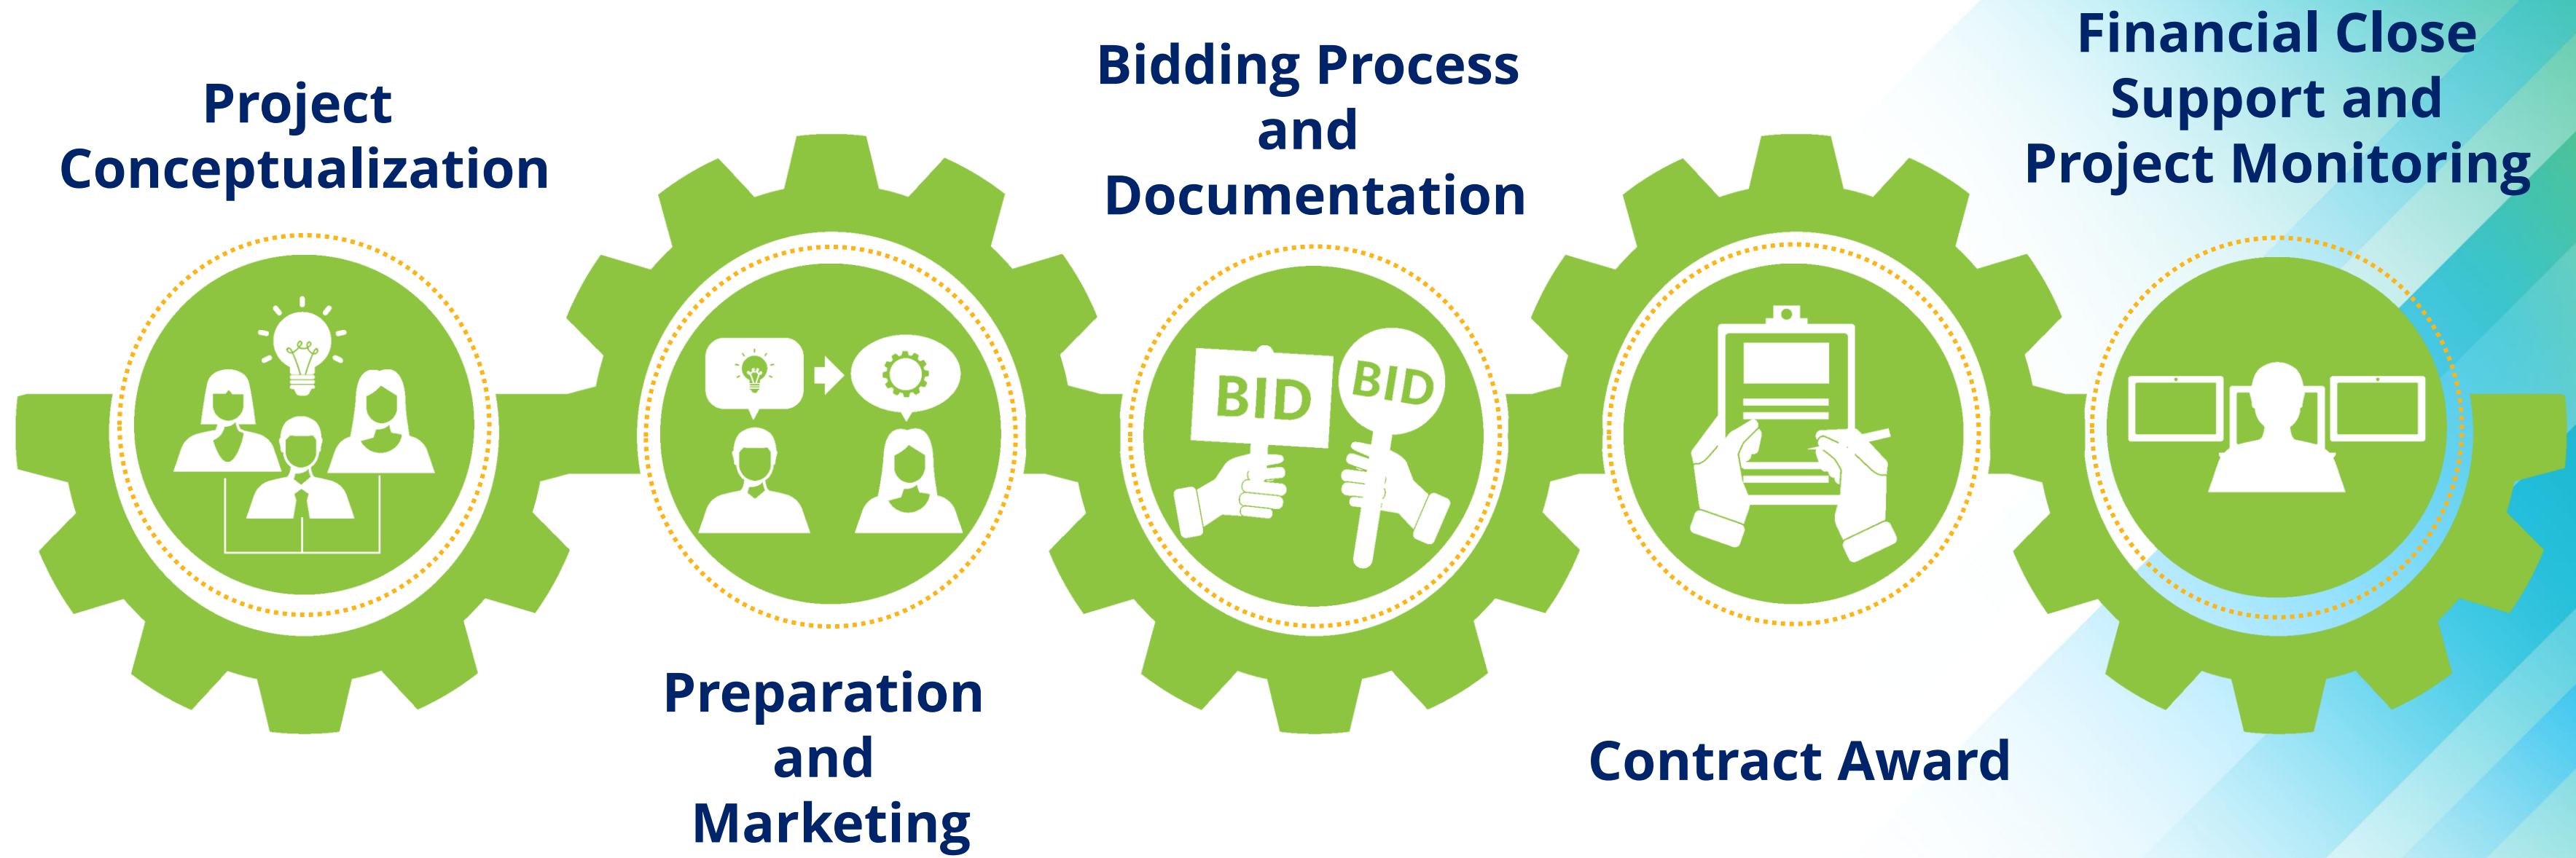 Project
Conceptualization
Preparation
and
Marketing
Bidding Process
and
Documentation
BID
BID
Contract Award
Financial Close
Support and
Project Monitoring